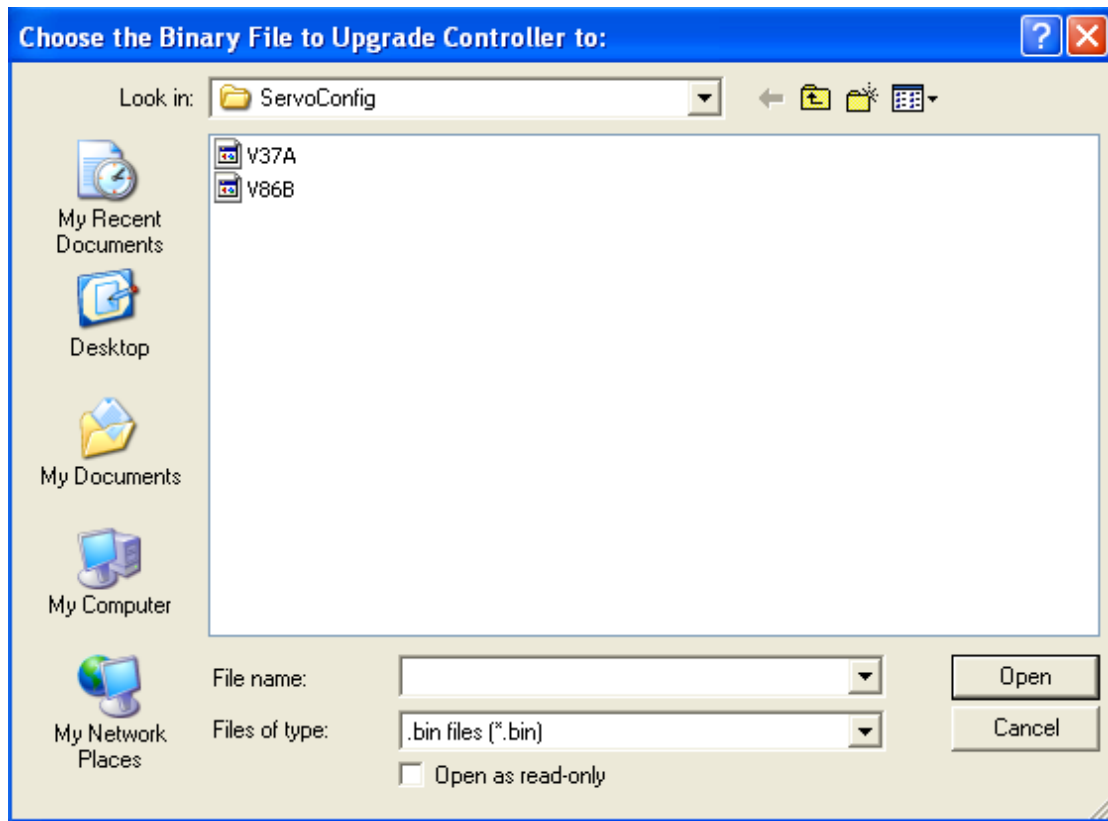 Choose the Binary File to Upgrade Controller to:
Look in:
ServoConfig
V37A
V86B
My Recent
Documents
Desktop
My Documents
My Computer
My Network
Places
File name:
Open
Files of type:
.bin files (*.bin)
Cancel
Open as read-only